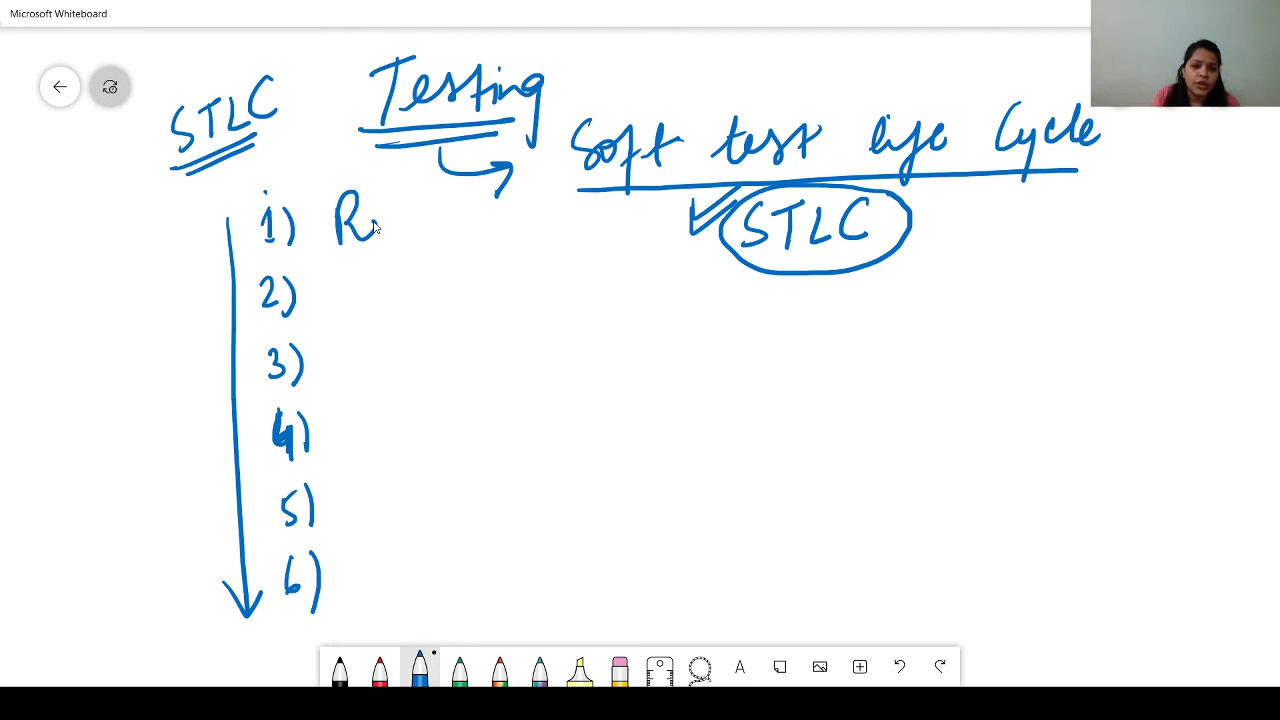 Microsoft Whiteboard
STLC
Testing
Soft test life Cycle
STLC
1) R
2)
3)
4)
5)
6)
A